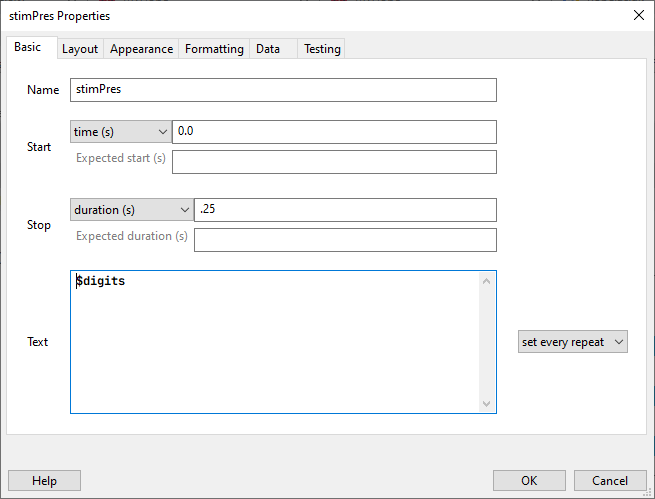 stimPres Properties
Basic Layout Appearance Formatting Data Testing
Name stimPres
Start time (s) 0.0
Expected start (s)
Stop duration (s) .25
Expected duration (s)
$digits
Text set every repeat
Help OK Cancel